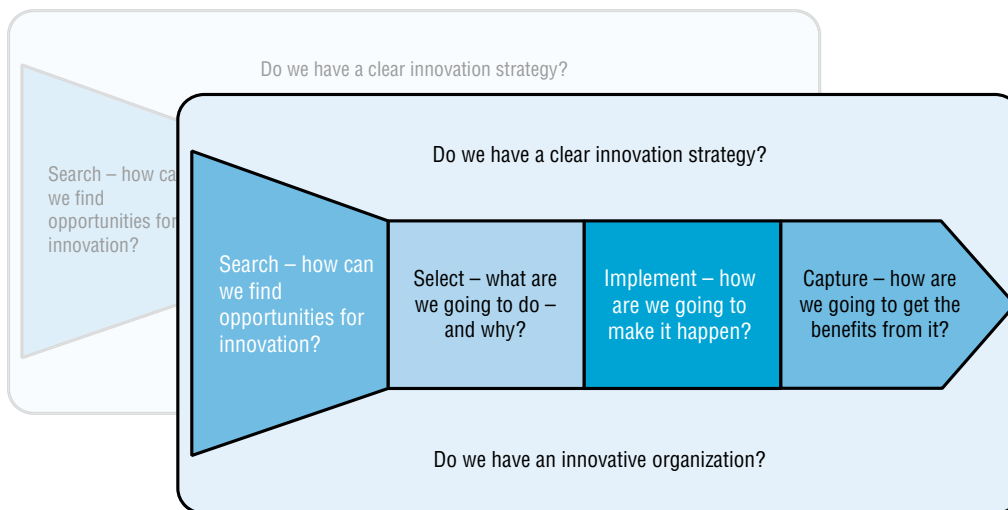 Do we have a clear innovation strategy?
Search – how ca
we find
opportunities for
innovation?
Do we have a clear innovation strategy?
Search – how can
we find
opportunities for
innovation?
Select – what are
we going to do –
and why?
Implement – how
are we going to
make it happen?
Capture – how are
we going to get the
benefits from it?
Do we have an innovative organization?